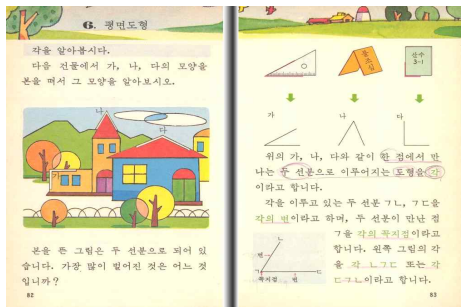 6. 평면도형
각을 알아봅시다.
다음 건물에서 가, 나, 다의 모양을
본을 떠서 그 모양을 알아보시오.
나
다
가
본을 뜬 그림은 두 선분으로 되어 있
습니다. 가장 많이 벌어진 것은 어느 것
입니까?
62
산수
3-1
가
나
다
위의 가, 나, 다와 같이 한 점에서 만
나는 두 선분으로 이루어지는 도형을 각
이라고 합니다.
각을 이루고 있는 두 선분 ㄱㄴ, ㄱㄷ을
각의 변이라고 하며, 두 선분이 만난 점
ㄱ을 각의 꼭지점이라고
합니다. 왼쪽 그림의 각
을 각 ㄴㄱㄷ 또는 각
ㄷㄱㄴ이라고 합니다.
ㄴ
변
ㄱ
ㄷ
꼭지점
변
63